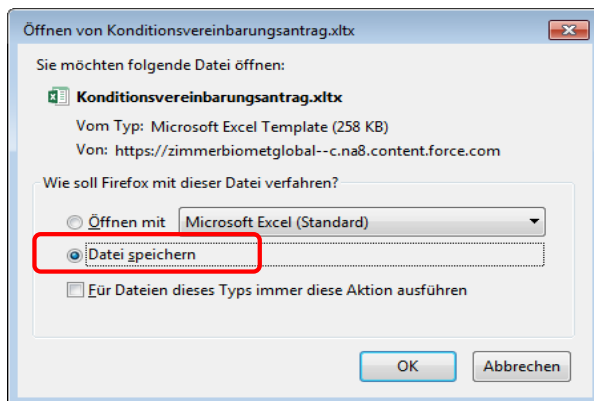 Öffnen von Konditionsvereinbarungsantrag.xltx
Sie möchten folgende Datei öffnen:
Konditionsvereinbarungsantrag.xltx
Vom Typ: Microsoft Excel Template (258 KB)
Von: https://zimmerbiometglobal--c.na8.content.force.com
Wie soll Firefox mit dieser Datei verfahren?
Öffnen mit Microsoft Excel (Standard)
Datei speichern
Für Dateien dieses Typs immer diese Aktion ausführen
OK Abbrechen